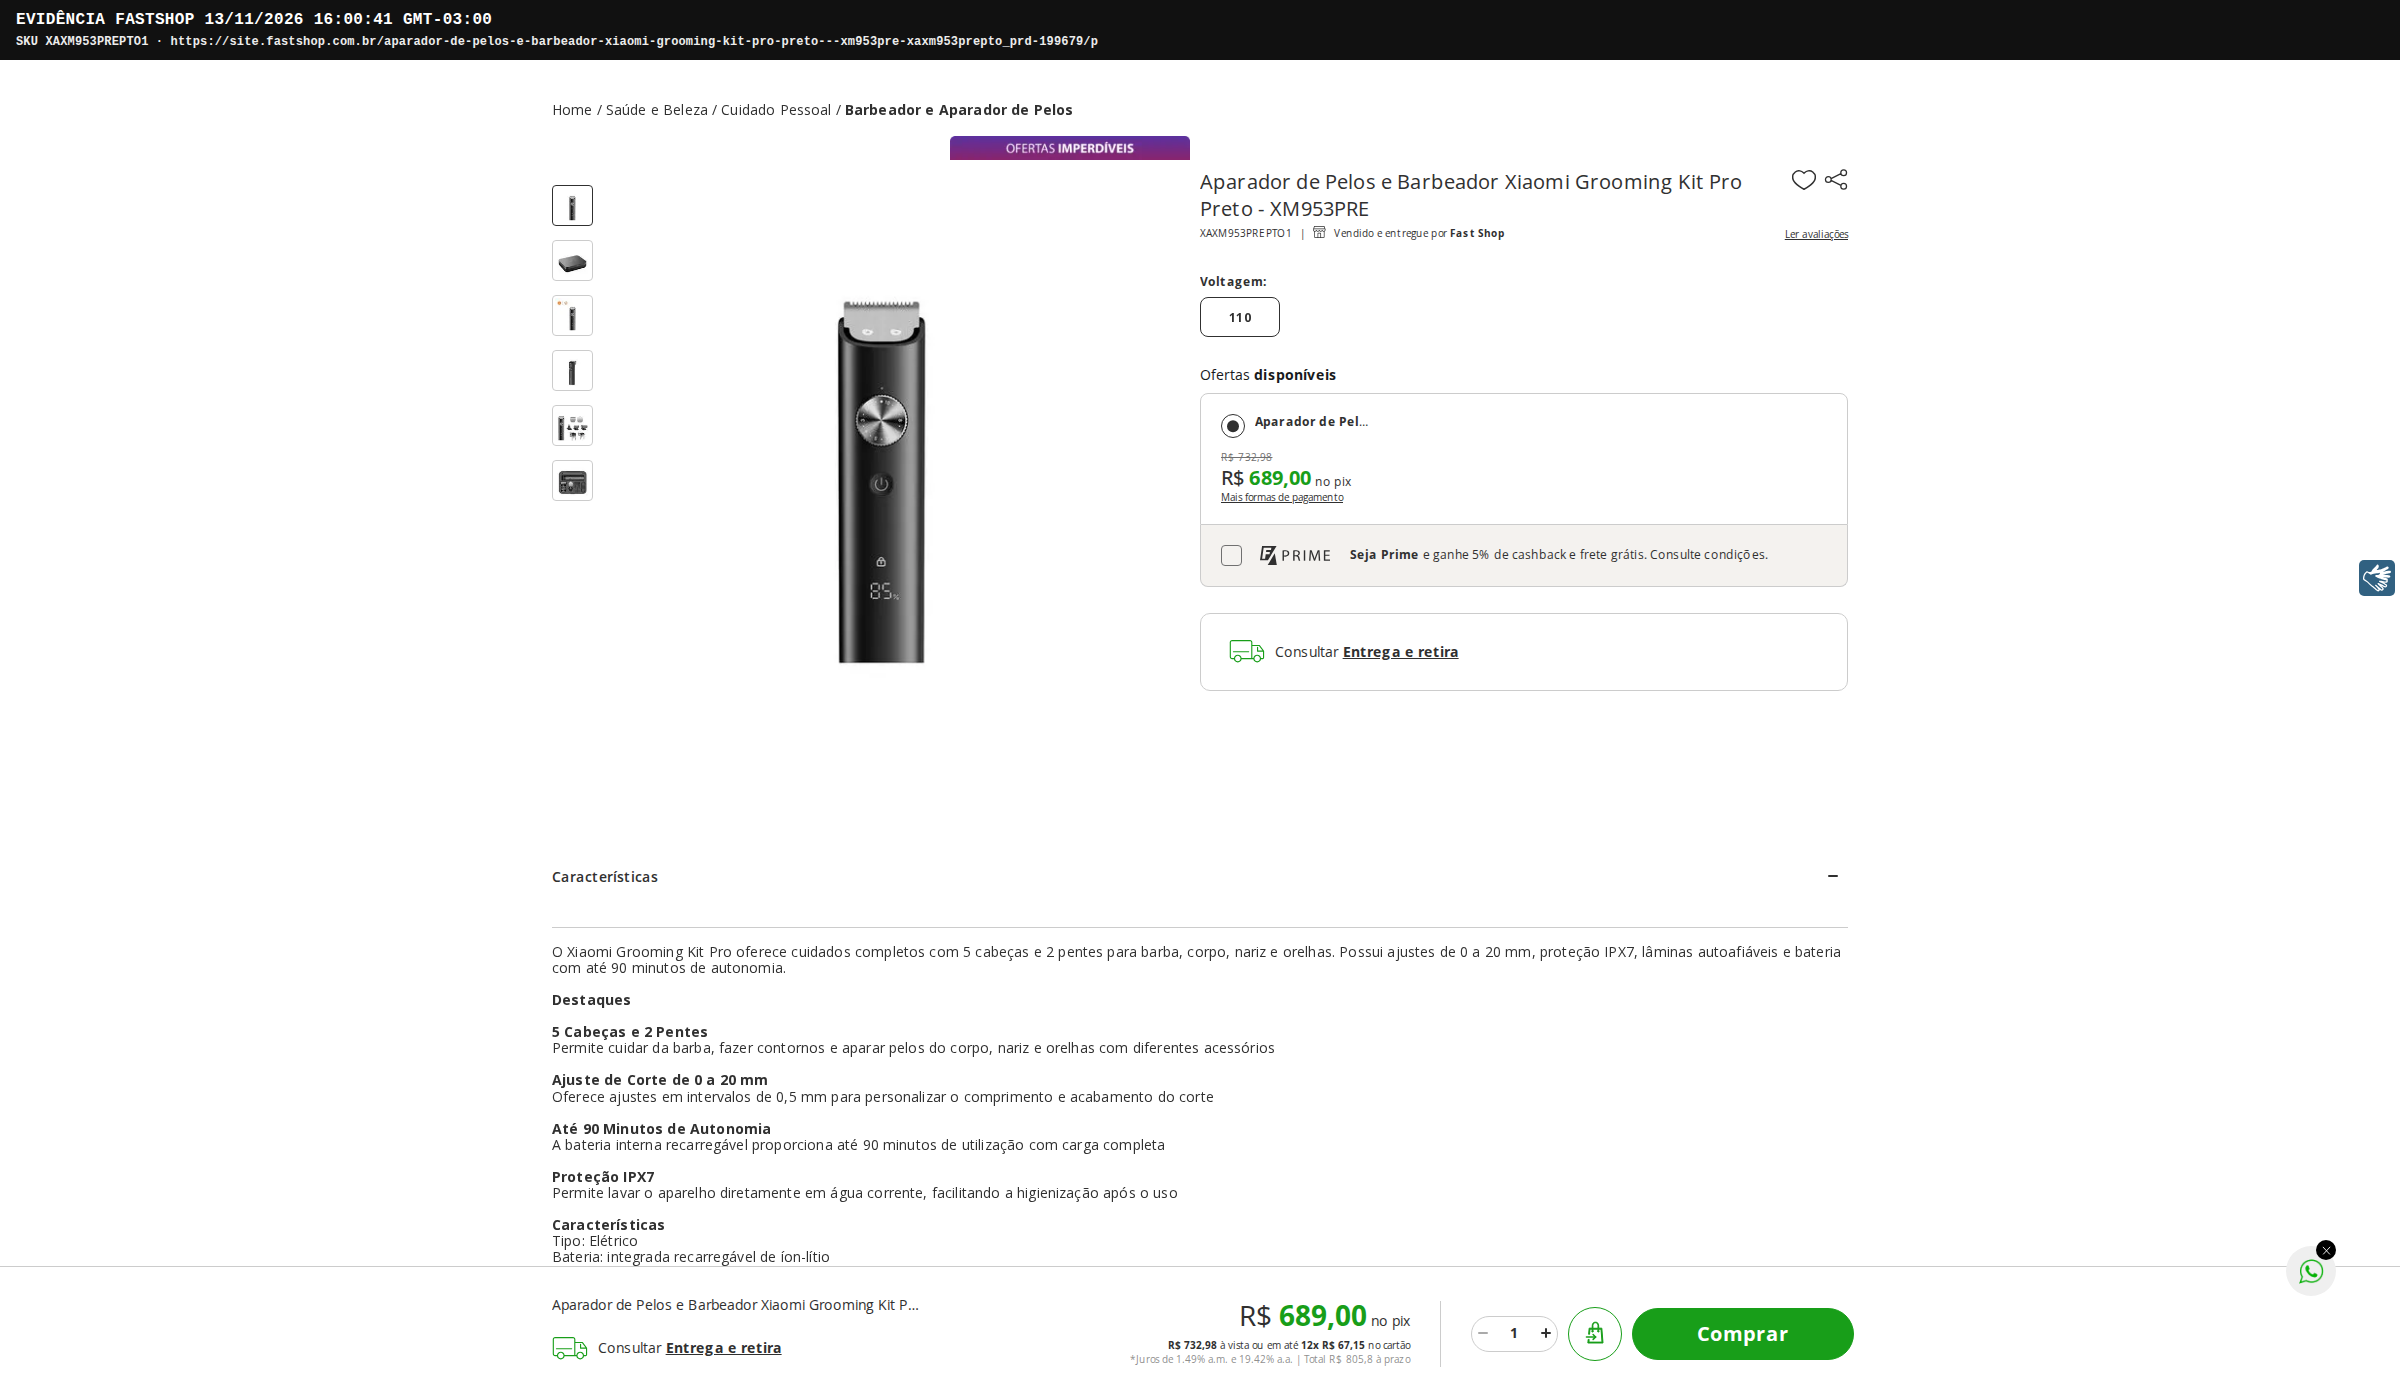 EVIDÊNCIA FASTSHOP 13/11/2026 16:00:41 GMT-03:00
SKU XAXM953PREPTO1 · https://site.fastshop.com.br/aparador-de-pelos-e-barbeador-xiaomi-grooming-kit-pro-preto---xm953pre-xaxm953prepto_prd-199679/p
Home / Saúde e Beleza / Cuidado Pessoal / Barbeador e Aparador de Pelos
OFERTAS IMPERDÍVEIS
Aparador de Pelos e Barbeador Xiaomi Grooming Kit Pro
Preto - XM953PRE
XAXM953PREPTO1 | Vendido e entregue por Fast Shop
Ler avaliações
Voltagem:
110
Ofertas disponíveis
Aparador de Pel...
R$ 732,98
R$ 689,00 no pix
Mais formas de pagamento
PRIME Seja Prime e ganhe 5% de cashback e frete grátis. Consulte condições.
Consultar Entrega e retira
85%
Características
O Xiaomi Grooming Kit Pro oferece cuidados completos com 5 cabeças e 2 pentes para barba, corpo, nariz e orelhas. Possui ajustes de 0 a 20 mm, proteção IPX7, lâminas autoafiáveis e bateria
com até 90 minutos de autonomia.
Destaques
5 Cabeças e 2 Pentes
Permite cuidar da barba, fazer contornos e aparar pelos do corpo, nariz e orelhas com diferentes acessórios
Ajuste de Corte de 0 a 20 mm
Oferece ajustes em intervalos de 0,5 mm para personalizar o comprimento e acabamento do corte
Até 90 Minutos de Autonomia
A bateria interna recarregável proporciona até 90 minutos de utilização com carga completa
Proteção IPX7
Permite lavar o aparelho diretamente em água corrente, facilitando a higienização após o uso
Características
Tipo: Elétrico
Bateria: integrada recarregável de íon-lítio
Aparador de Pelos e Barbeador Xiaomi Grooming Kit P...
Consultar Entrega e retira
R$ 689,00 no pix
R$ 732,98 à vista ou em até 12x R$ 67,15 no cartão
*Juros de 1.49% a.m. e 19.42% a.a. | Total R$ 805,8 à prazo
1
Comprar